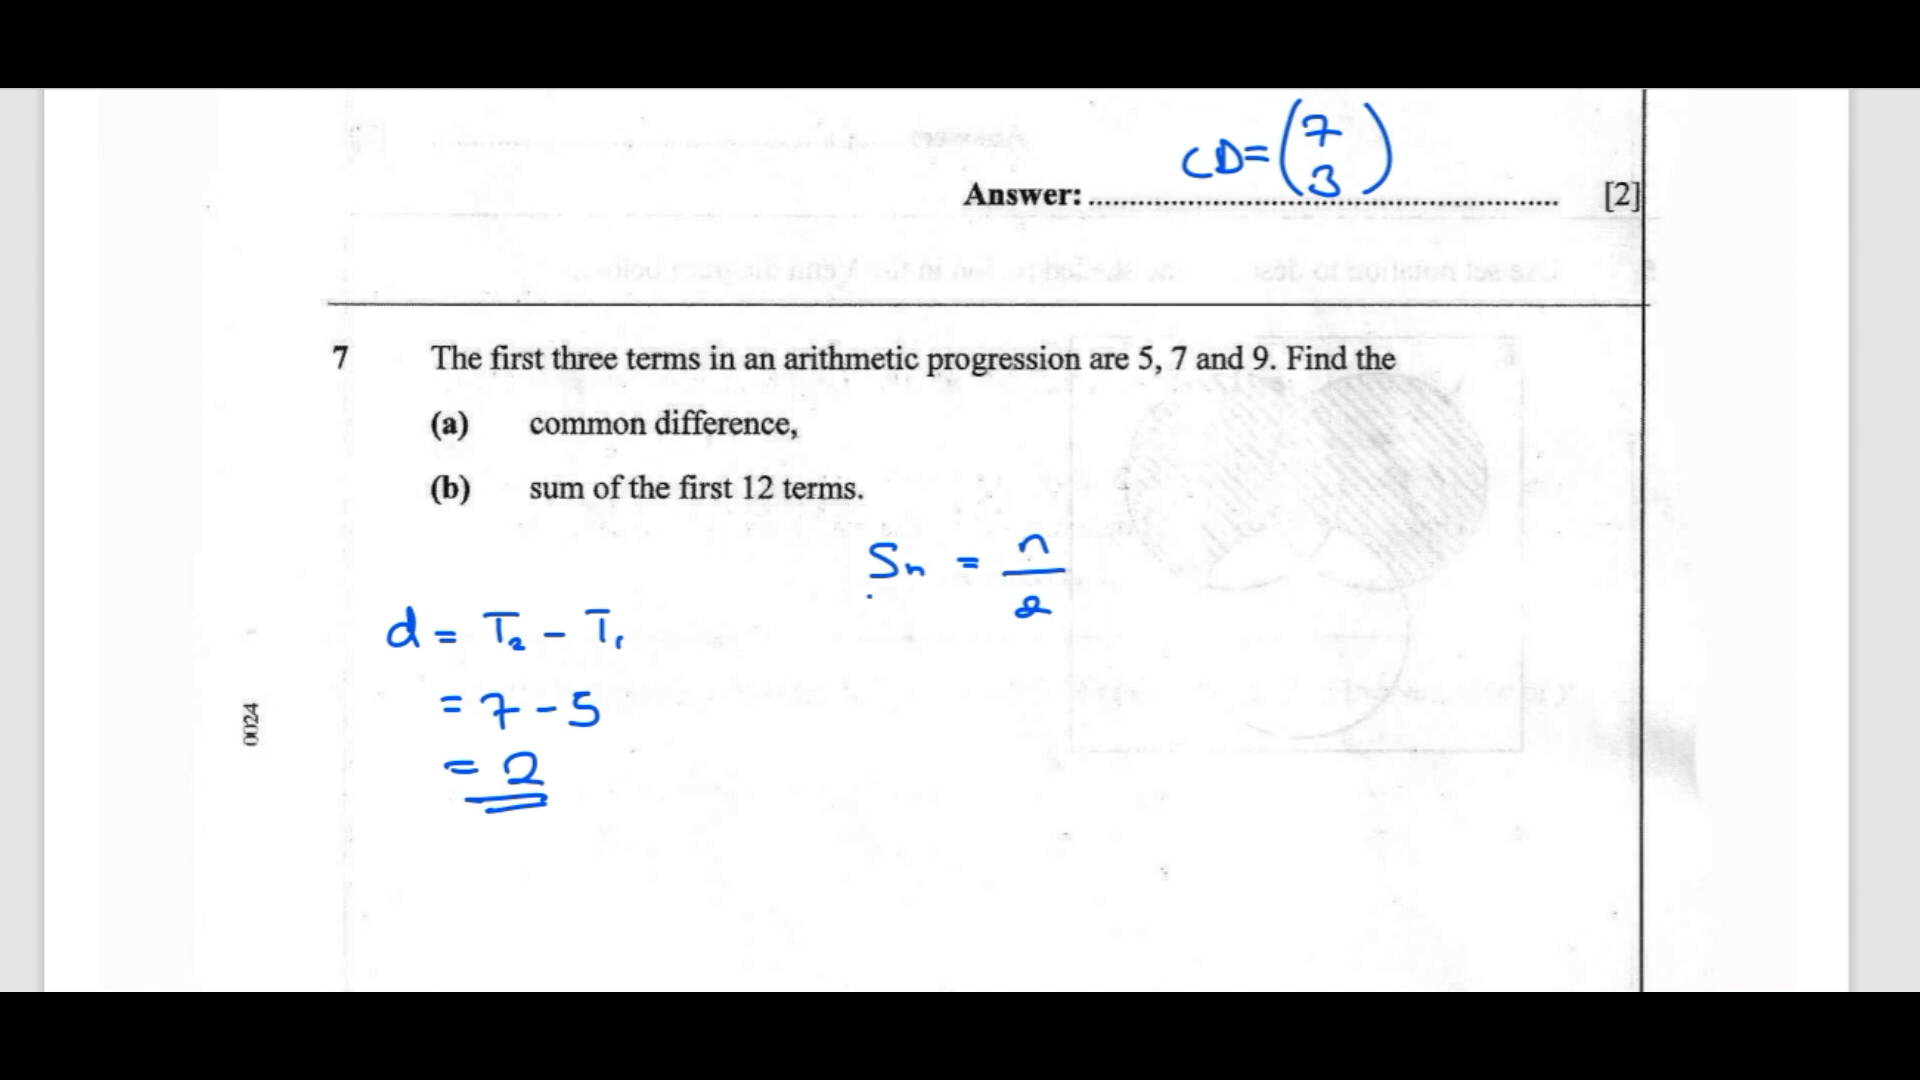 CD = (7 3)
Answer: ........................................................ [2]
7 The first three terms in an arithmetic progression are 5, 7 and 9. Find the
(a) common difference,
(b) sum of the first 12 terms.
Sn = n/2
d = T2 - T1
= 7 - 5
= 2
0024